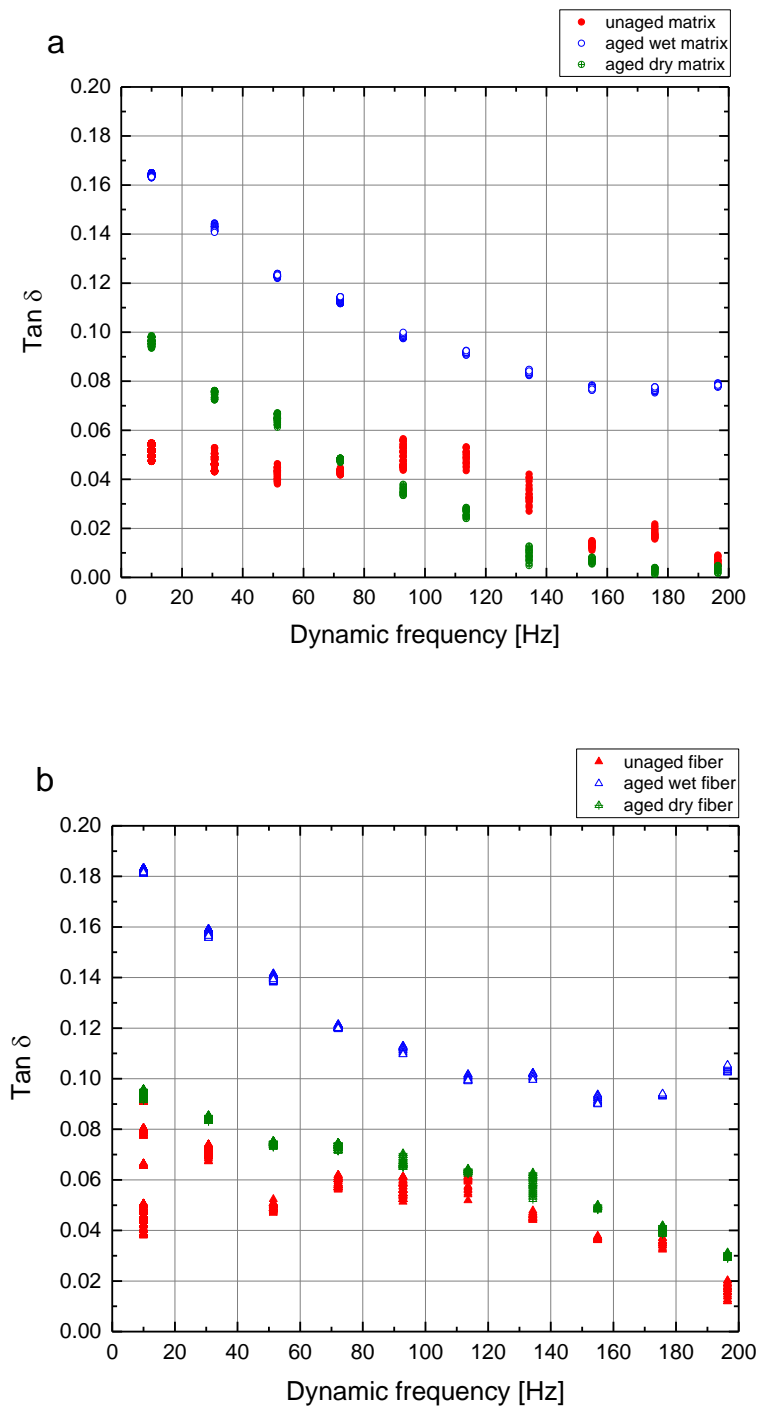 a
unaged matrix
aged wet matrix
aged dry matrix
0.20
0.18
0.16
0.14
0.12
0.10
0.08
0.06
0.04
0.02
0.00
Tan δ
0 20 40 60 80 100 120 140 160 180 200
Dynamic frequency [Hz]
b
unaged fiber
aged wet fiber
aged dry fiber
0.20
0.18
0.16
0.14
0.12
0.10
0.08
0.06
0.04
0.02
0.00
Tan δ
0 20 40 60 80 100 120 140 160 180 200
Dynamic frequency [Hz]